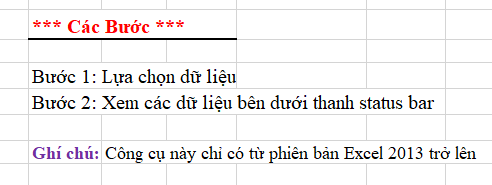 *** Các Bước ***
Bước 1: Lựa chọn dữ liệu
Bước 2: Xem các dữ liệu bên dưới thanh status bar
Ghí chú: Công cụ này chỉ có từ phiên bản Excel 2013 trở lên